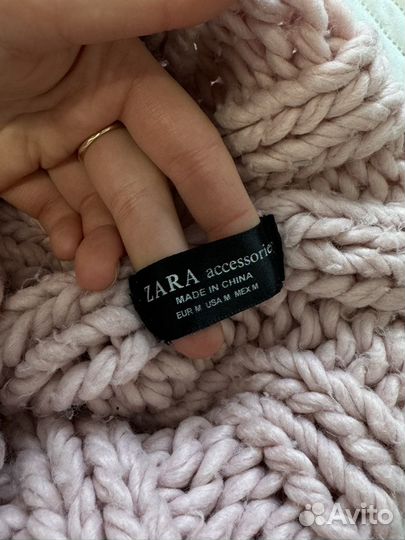 ZARA accessorie
MADE IN CHINA
EUR M USA M MEX M
Avito